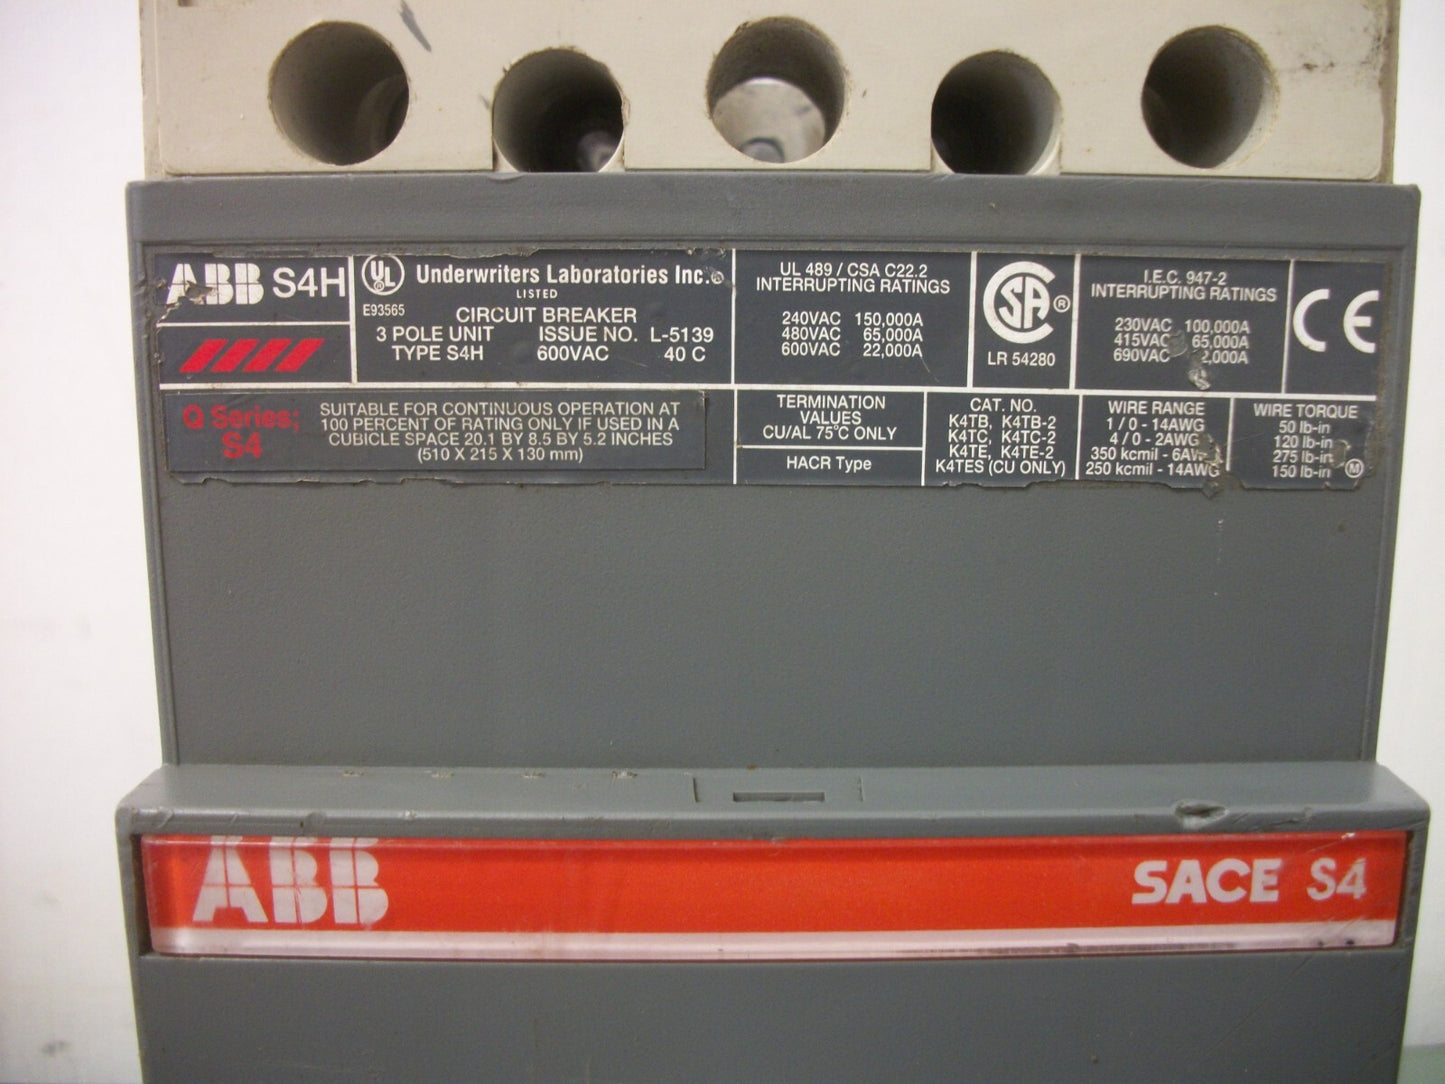 ABB S4H
UL
®
E93565
Underwriters Laboratories Inc.®
LISTED
CIRCUIT BREAKER
3 POLE UNIT ISSUE NO. L-5139
TYPE S4H 600VAC 40 C
UL 489 / CSA C22.2
INTERRUPTING RATINGS
240VAC 150,000A
480VAC 65,000A
600VAC 22,000A
CSA ®
LR 54280
I.E.C. 947-2
INTERRUPTING RATINGS
230VAC 100,000A
415VAC 65,000A
690VAC
CE
Q Series;
S4
SUITABLE FOR CONTINUOUS OPERATION AT
100 PERCENT OF RATING ONLY IF USED IN A
CUBICLE SPACE 20.1 BY 8.5 BY 5.2 INCHES
(510 X 215 X 130 mm)
TERMINATION
VALUES
CU/AL 75°C ONLY
HACR Type
CAT. NO.
K4TB, K4TB-2
K4TC, K4TC-2
K4TE, K4TE-2
K4TES (CU ONLY)
WIRE RANGE
1/0 - 14AWG
4/0 - 2AWG
350 kcmil - 6AWG
250 kcmil - 14AWG
WIRE TORQUE
50 lb-in
120 lb-in
275 lb-in
150 lb-in
M
ABB
SACE S4